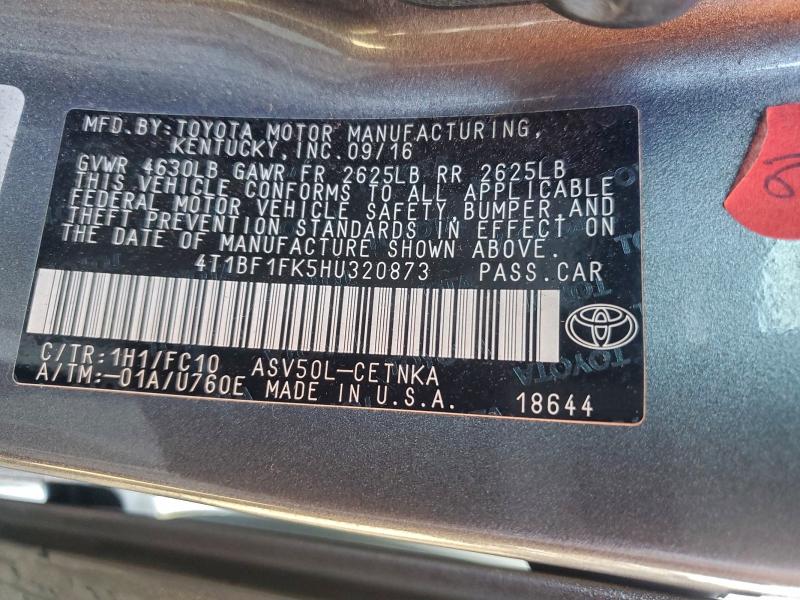 MFD. BY: TOYOTA MOTOR MANUFACTURING,
KENTUCKY, INC. 09/16
GVWR 4630LB GAWR FR 2625LB RR 2625LB
THIS VEHICLE CONFORMS TO ALL APPLICABLE
FEDERAL MOTOR VEHICLE SAFETY, BUMPER, AND
THEFT PREVENTION STANDARDS IN EFFECT ON
THE DATE OF MANUFACTURE SHOWN ABOVE.
4T1BF1FK5HU320873 PASS. CAR
C/TR: 1H1/FC10 ASV50L-CETNKA
A/TM: -01A/U760E MADE IN U.S.A. 18644